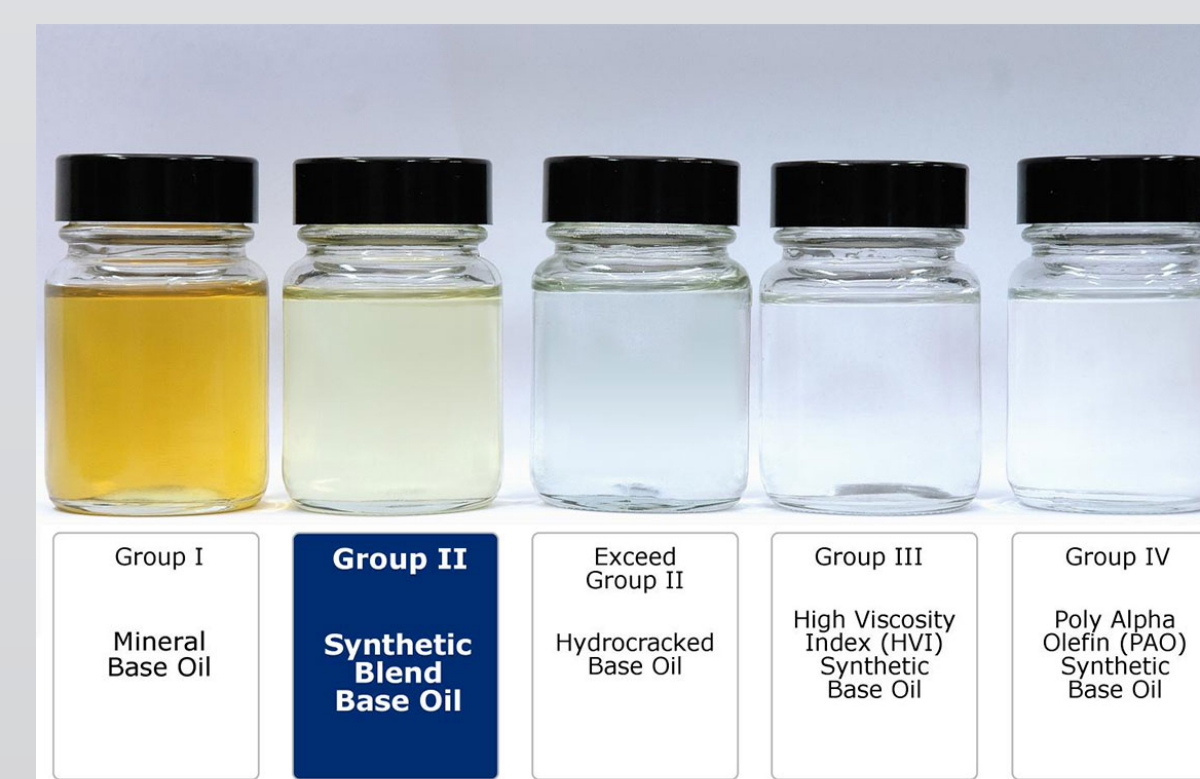 Group I
Mineral
Base Oil
Group II
Synthetic
Blend
Base Oil
Exceed
Group II
Hydrocracked
Base Oil
Group III
High Viscosity
Index (HVI)
Synthetic
Base Oil
Group IV
Poly Alpha
Olefin (PAO)
Synthetic
Base Oil